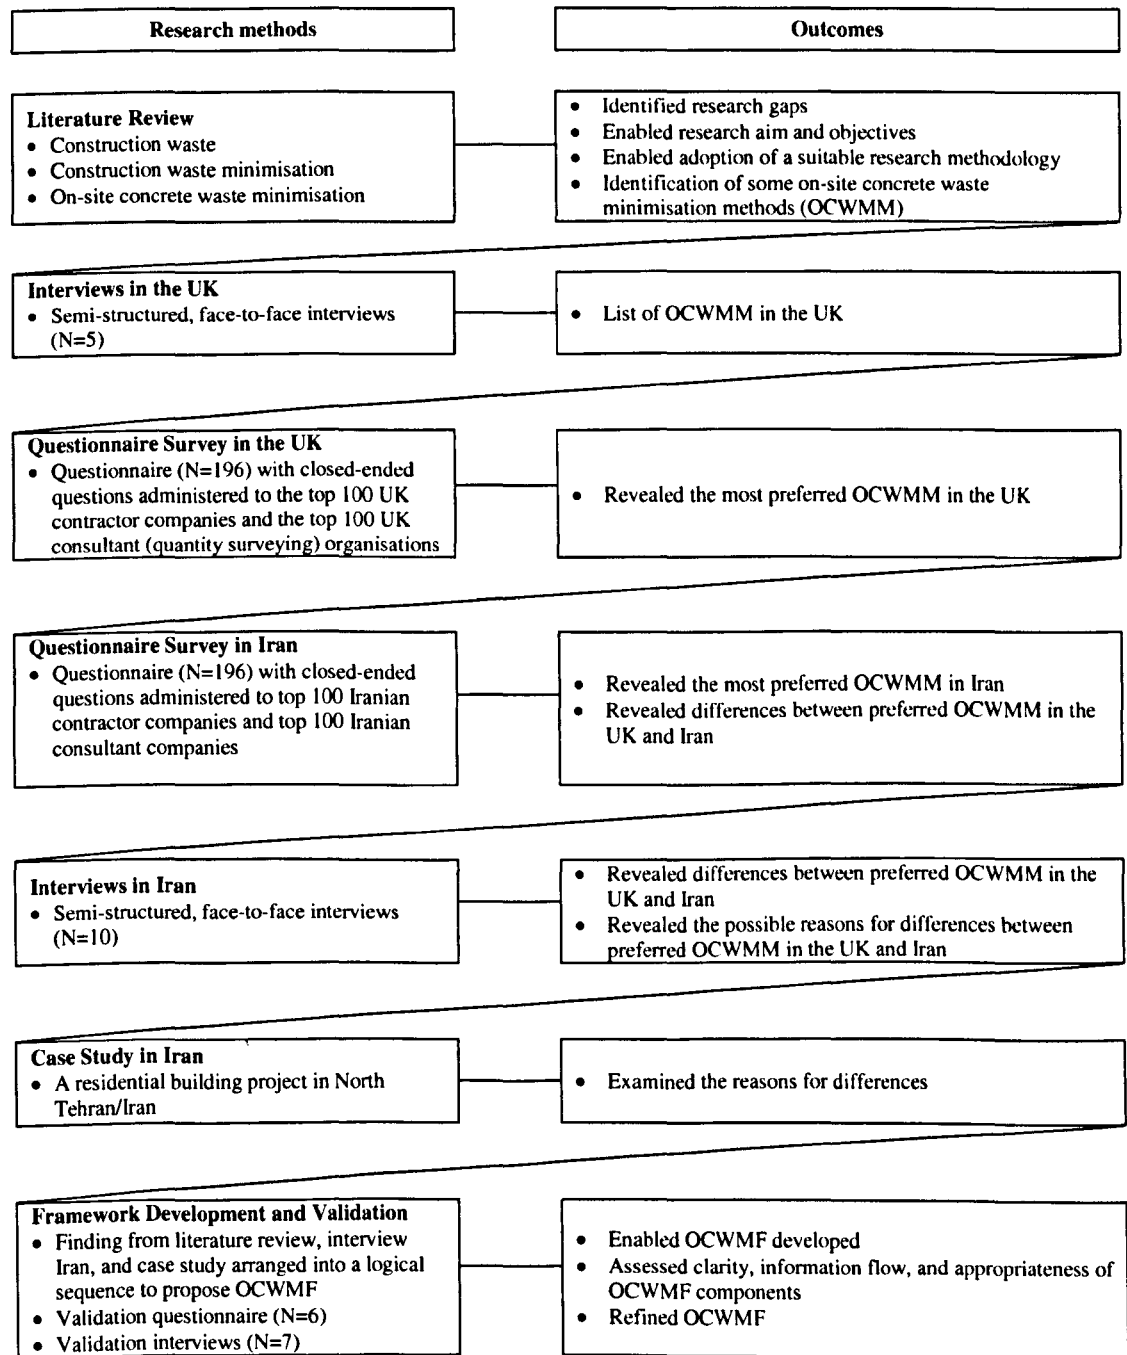 Research methods
Outcomes
Literature Review
• Construction waste
• Construction waste minimisation
• On-site concrete waste minimisation
• Identified research gaps
• Enabled research aim and objectives
• Enabled adoption of a suitable research methodology
• Identification of some on-site concrete waste
minimisation methods (OCWMM)
Interviews in the UK
• Semi-structured, face-to-face interviews
(N=5)
• List of OCWMM in the UK
Questionnaire Survey in the UK
• Questionnaire (N=196) with closed-ended
questions administered to the top 100 UK
contractor companies and the top 100 UK
consultant (quantity surveying) organisations
• Revealed the most preferred OCWMM in the UK
Questionnaire Survey in Iran
• Questionnaire (N=196) with closed-ended
questions administered to top 100 Iranian
contractor companies and top 100 Iranian
consultant companies
• Revealed the most preferred OCWMM in Iran
• Revealed differences between preferred OCWMM in the
UK and Iran
Interviews in Iran
• Semi-structured, face-to-face interviews
(N=10)
• Revealed differences between preferred OCWMM in the
UK and Iran
• Revealed the possible reasons for differences between
preferred OCWMM in the UK and Iran
Case Study in Iran
• A residential building project in North
Tehran/Iran
• Examined the reasons for differences
Framework Development and Validation
• Finding from literature review, interview
Iran, and case study arranged into a logical
sequence to propose OCWMF
• Validation questionnaire (N=6)
• Validation interviews (N=7)
• Enabled OCWMF developed
• Assessed clarity, information flow, and appropriateness of
OCWMF components
• Refined OCWMF